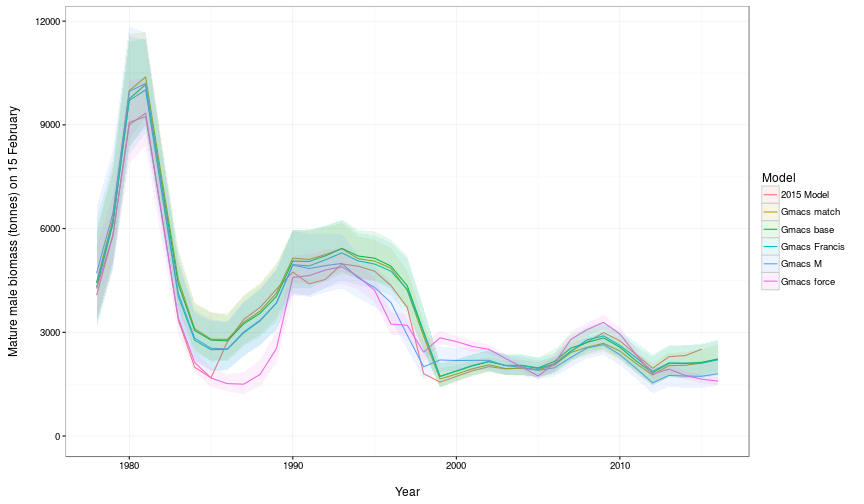 Mature male biomass (tonnes) on 15 February
12000
9000
6000
3000
0
1980
1990
2000
2010
Year
Model
2015 Model
Gmacs match
Gmacs base
Gmacs Francis
Gmacs M
Gmacs force